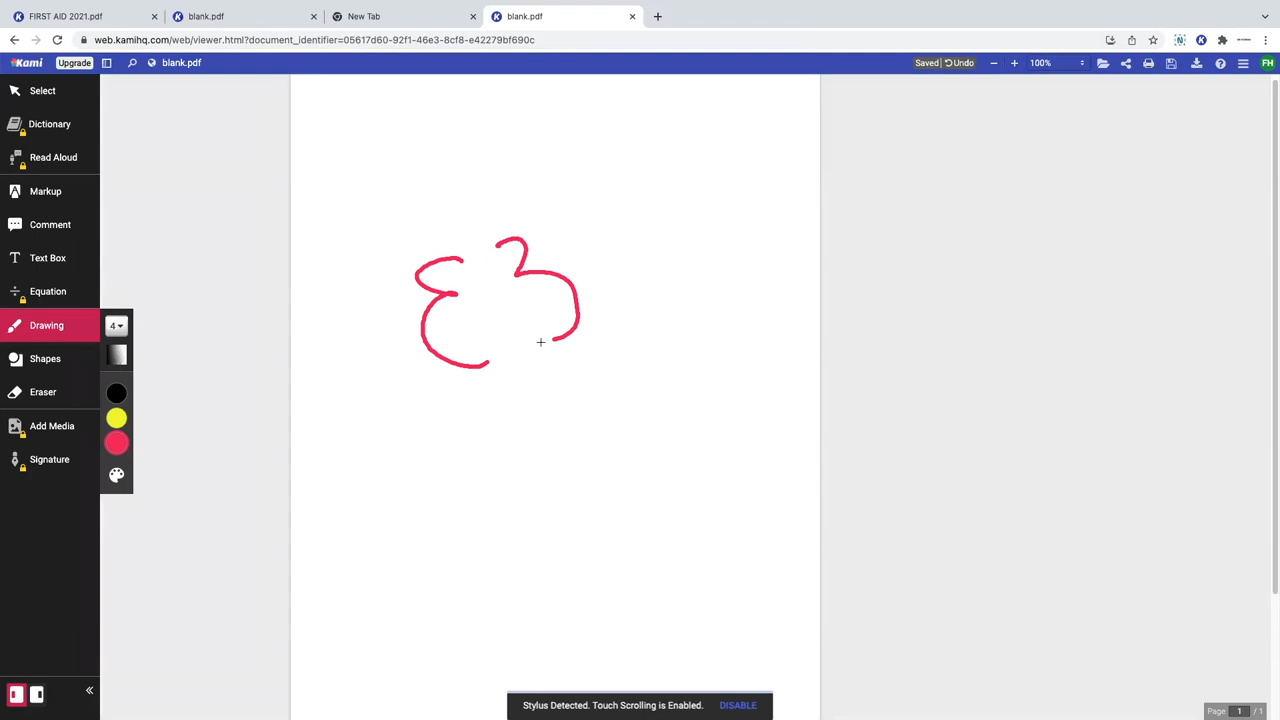 FIRST AID 2021.pdf
blank.pdf
New Tab
blank.pdf
web.kamihq.com/web/viewer.html?document_identifier=05617d60-92f1-46e3-8cf8-e42279bf690c
Kami Upgrade blank.pdf Saved Undo 100% FH
Select
Dictionary
Read Aloud
Markup
Comment
Text Box
Equation
Drawing
4
Shapes
Eraser
Add Media
Signature
Ɛ3
Stylus Detected. Touch Scrolling is Enabled. DISABLE
Page 1 / 1